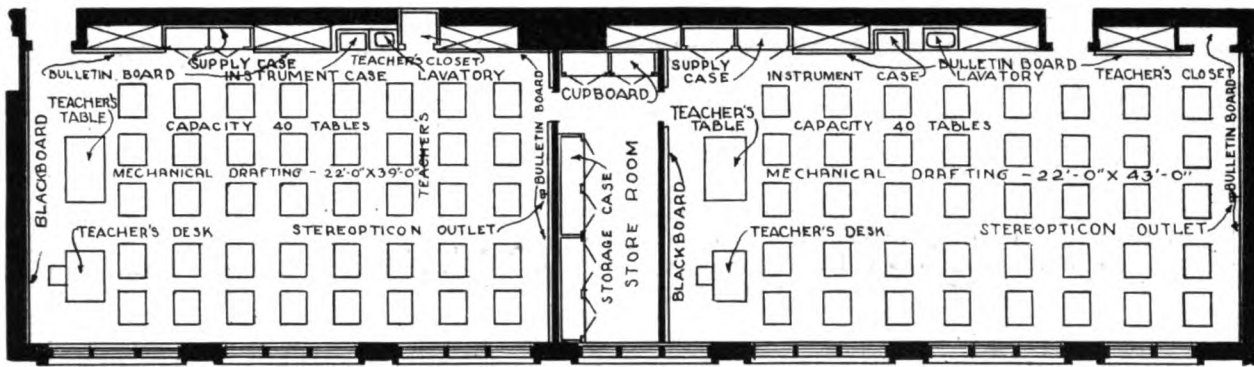 SUPPLY CASE
TEACHER'S CLOSET
BULLETIN BOARD
INSTRUMENT CASE
LAVATORY
TEACHER'S
TABLE
CAPACITY 40 TABLES
TEACHER'S
BULLETIN BOARD
BLACKBOARD
MECHANICAL DRAFTING - 22'-0" X 39'-0"
TEACHER'S DESK
STEREOPTICON OUTLET
CUPBOARD
STORAGE CASE
STORE ROOM
SUPPLY
CASE
INSTRUMENT CASE
BULLETIN BOARD
LAVATORY
TEACHER'S CLOSET
TEACHER'S
TABLE
CAPACITY 40 TABLES
BULLETIN BOARD
BLACKBOARD
MECHANICAL DRAFTING - 22'-0" X 43'-0"
TEACHER'S DESK
STEREOPTICON OUTLET